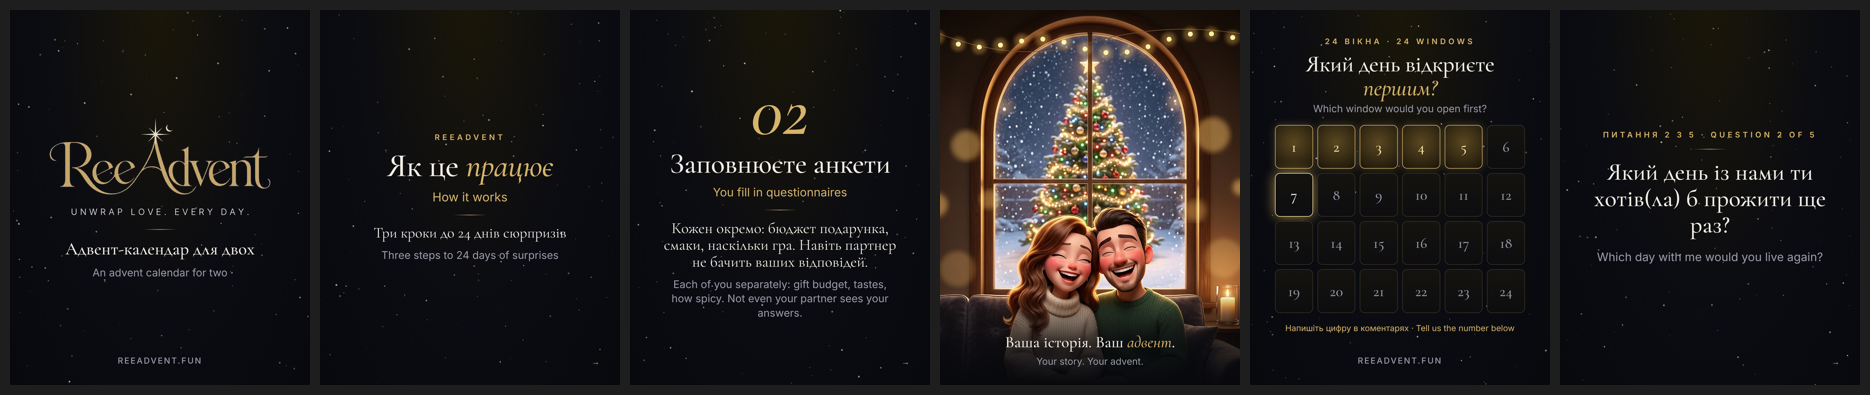 ReeAdvent
UNWRAP LOVE. EVERY DAY.
Адвент-календар для двох
An advent calendar for two
REEADVENT.FUN
REEADVENT
Як це працює
How it works
Три кроки до 24 днів сюрпризів
Three steps to 24 days of surprises
→
02
Заповнюєте анкети
You fill in questionnaires
Кожен окремо: бюджет подарунка,
смаки, наскільки гра. Навіть партнер
не бачить ваших відповідей.
Each of you separately: gift budget, tastes,
how spicy. Not even your partner sees your
answers.
→
Ваша історія. Ваш адвент.
Your story. Your advent.
24 ВІКНА · 24 WINDOWS
Який день відкриєте
першим?
Which window would you open first?
1 2 3 4 5 6
7 8 9 10 11 12
13 14 15 16 17 18
19 20 21 22 23 24
Напишіть цифру в коментарях · Tell us the number below
REEADVENT.FUN
ПИТАННЯ 2 З 5 · QUESTION 2 OF 5
Який день із нами ти
хотів(ла) б прожити ще
раз?
Which day with me would you live again?
→